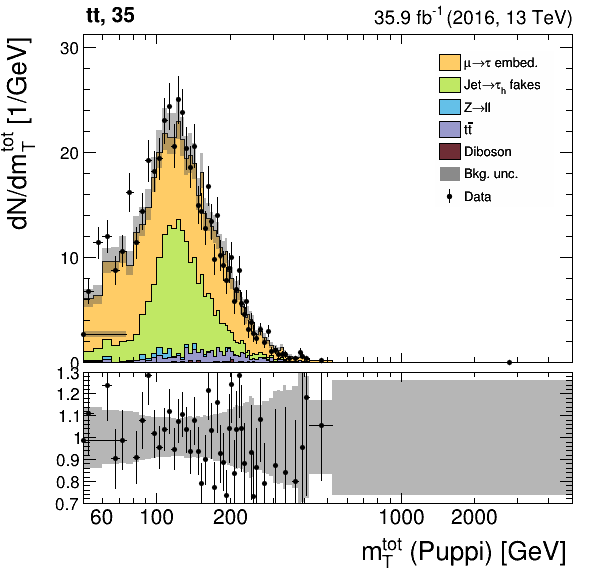 tt, 35
35.9 fb⁻¹ (2016, 13 TeV)
dN/dm_T^tot [1/GeV]
30
20
10
0
μ→τ embed.
Jet→τ_h fakes
Z→ll
tt̄
Diboson
Bkg. unc.
Data
1.3
1.2
1.1
1
0.9
0.8
0.7
60 100 200 1000 2000
m_T^tot (Puppi) [GeV]